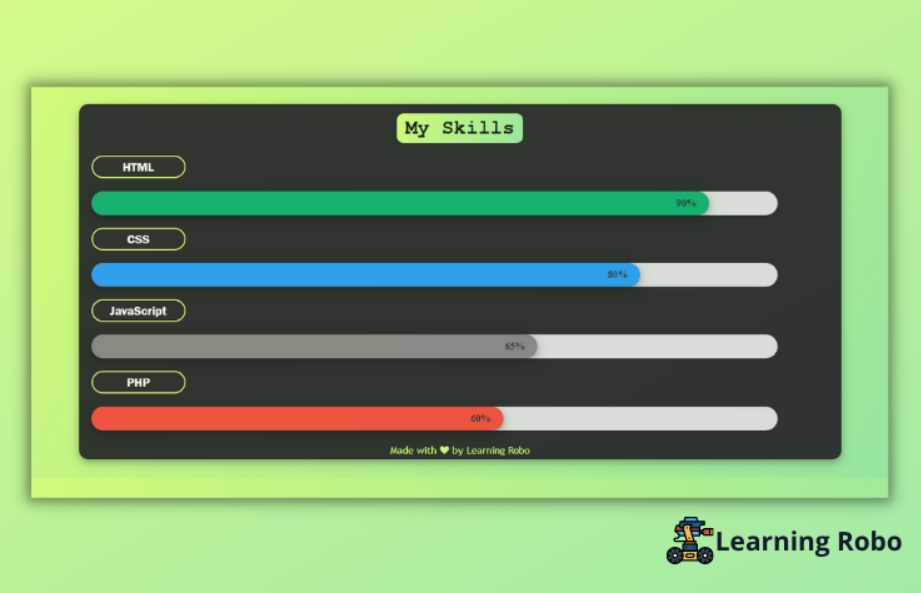 My Skills
HTML
90%
CSS
80%
JavaScript
65%
PHP
60%
Made with ♥ by Learning Robo
Learning Robo